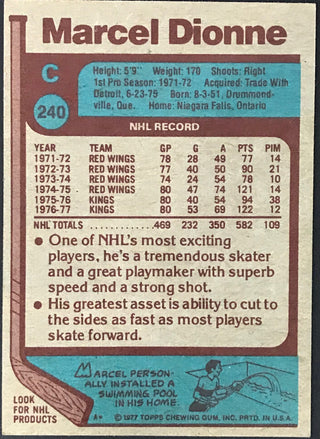 Marcel Dionne
C
240
Height: 5'9" Weight: 170 Shoots: Right
1st Pro Season: 1971-72 Acquired: Trade With
Detroit, 6-23-75 Born: 8-3-51, Drummond-
ville, Que. Home: Niagara Falls, Ontario
NHL RECORD
YEAR TEAM GP G A PTS PIM
1971-72 RED WINGS 78 28 49 77 14
1972-73 RED WINGS 77 40 50 90 21
1973-74 RED WINGS 74 24 54 78 10
1974-75 RED WINGS 80 47 74 121 14
1975-76 KINGS 80 40 54 94 38
1976-77 KINGS 80 53 69 122 12
NHL TOTALS .............. 469 232 350 582 109
● One of NHL's most exciting
players, he's a tremendous skater
and a great playmaker with superb
speed and a strong shot.
● His greatest asset is ability to cut to
the sides as fast as most players
skate forward.
MARCEL PERSON-
ALLY INSTALLED A
SWIMMING POOL
IN HIS HOME.
LOOK
FOR NHL
PRODUCTS
A*
© 1977 TOPPS CHEWING GUM, INC. PRTD. IN U.S.A.